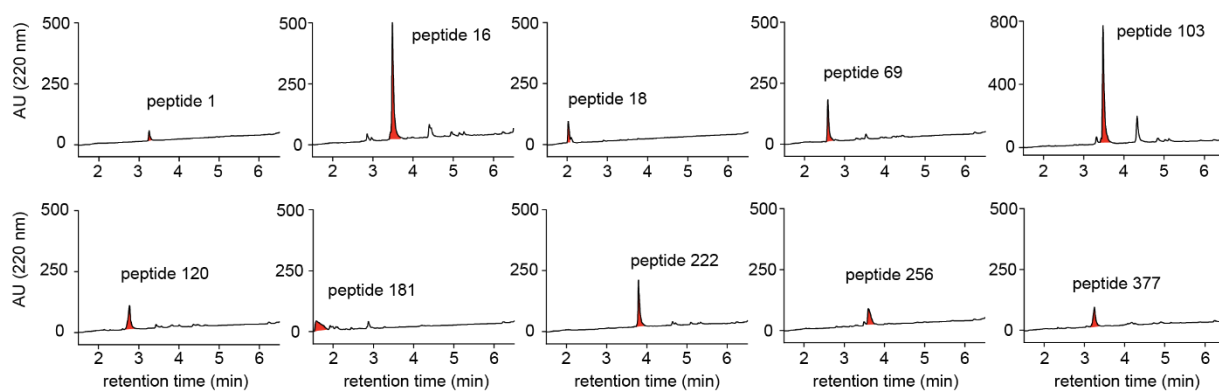 500 500 500 500 800
peptide 16 peptide 103
peptide 69
AU (220 nm) 250 peptide 1 250 250 peptide 18 250 400
0 0 0 0 0
2 3 4 5 6 2 3 4 5 6 2 3 4 5 6 2 3 4 5 6 2 3 4 5 6
500 500 500 500 500
AU (220 nm) 250 peptide 120 250 peptide 181 250 peptide 222 250 peptide 256 250 peptide 377
0 0 0 0 0
2 3 4 5 6 2 3 4 5 6 2 3 4 5 6 2 3 4 5 6 2 3 4 5 6
retention time (min) retention time (min) retention time (min) retention time (min) retention time (min)